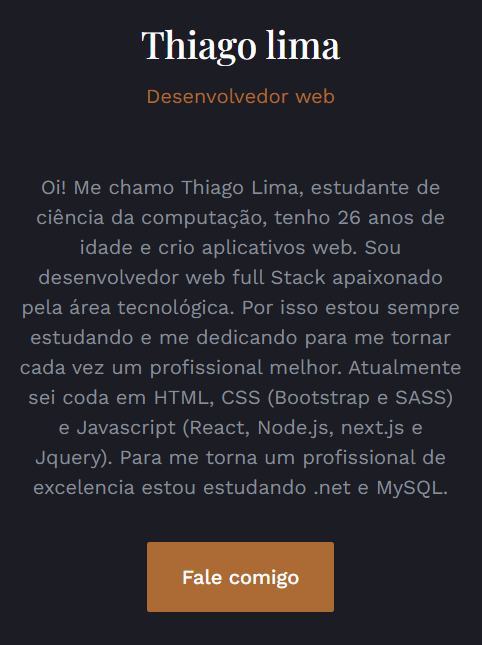 Thiago lima
Desenvolvedor web
Oi! Me chamo Thiago Lima, estudante de
ciência da computação, tenho 26 anos de
idade e crio aplicativos web. Sou
desenvolvedor web full Stack apaixonado
pela área tecnológica. Por isso estou sempre
estudando e me dedicando para me tornar
cada vez um profissional melhor. Atualmente
sei coda em HTML, CSS (Bootstrap e SASS)
e Javascript (React, Node.js, next.js e
Jquery). Para me torna um profissional de
excelencia estou estudando .net e MySQL.
Fale comigo